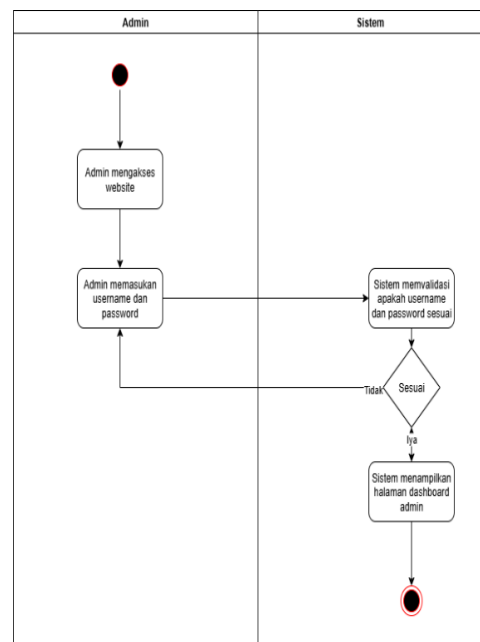 Admin
Sistem
Admin mengakses
website
Admin memasukan
username dan
password
Sistem memvalidasi
apakah username
dan password sesuai
Sesuai
Tidak
Iya
Sistem menampilkan
halaman dashboard
admin